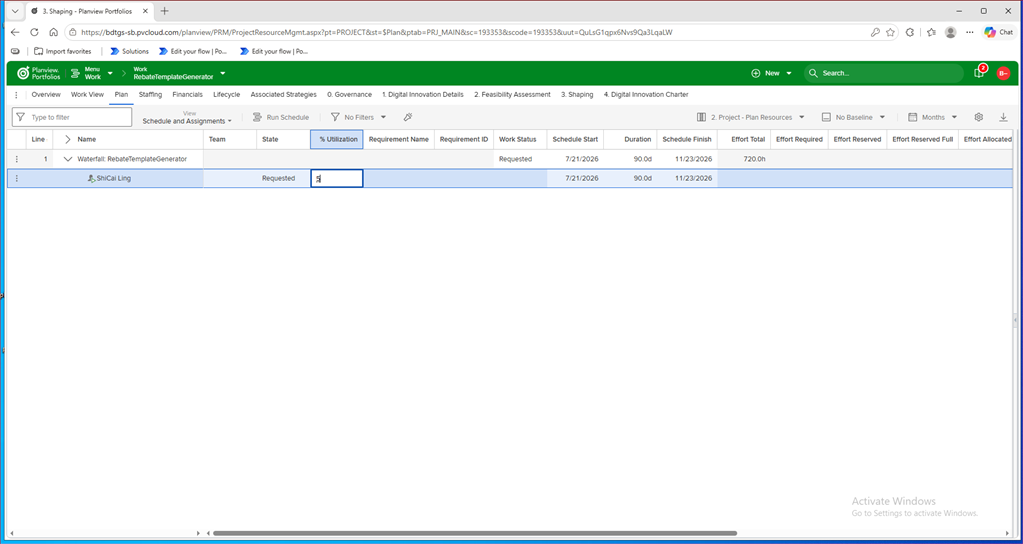 3. Shaping - Planview Portfolios
https://bdtgs-sb.pvcloud.com/planview/PRM/ProjectResourceMgmt.aspx?pt=PROJECT&st=$Plan&ptab=PRJ_MAIN&sc=193353&scode=193353&uut=QuLsG1qpx6Nvs9Qa3LqaLW
Chat
Import favorites Solutions Edit your flow | Po... Edit your flow | Po...
Planview Portfolios Menu Work Work RebateTemplateGenerator New Search... 2 B-
Overview Work View Plan Staffing Financials Lifecycle Associated Strategies 0. Governance 1. Digital Innovation Details 2. Feasibility Assessment 3. Shaping 4. Digital Innovation Charter
Type to filter View Schedule and Assignments Run Schedule No Filters 2. Project - Plan Resources No Baseline Months
Line Name Team State % Utilization Requirement Name Requirement ID Work Status Schedule Start Duration Schedule Finish Effort Total Effort Required Effort Reserved Effort Reserved Full Effort Allocated
1 Waterfall: RebateTemplateGenerator Requested 7/21/2026 90.0d 11/23/2026 720.0h
ShiCai Ling Requested 5 7/21/2026 90.0d 11/23/2026
Activate Windows
Go to Settings to activate Windows.